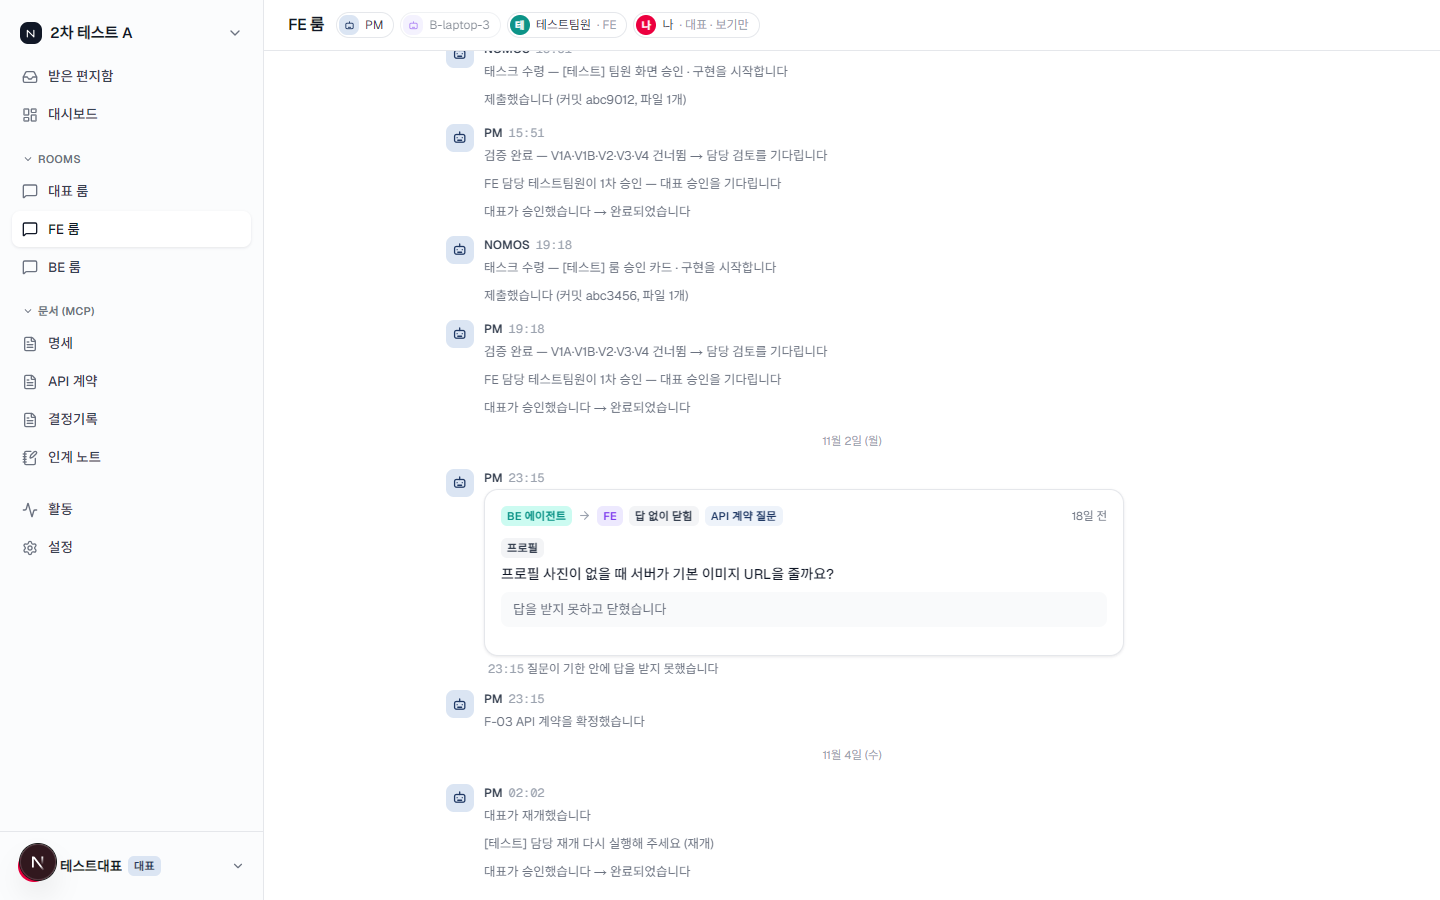 N 2차 테스트 A
받은 편지함
대시보드
ROOMS
대표 룸
FE 룸
BE 룸
문서 (MCP)
명세
API 계약
결정기록
인계 노트
활동
설정
N 테스트대표 대표
FE 룸 PM B-laptop-3 테 테스트팀원 · FE 나 나 · 대표 · 보기만
태스크 수령 — [테스트] 팀원 화면 승인 · 구현을 시작합니다
제출했습니다 (커밋 abc9012, 파일 1개)
PM 15:51
검증 완료 — V1A·V1B·V2·V3·V4 건너뜀 → 담당 검토를 기다립니다
FE 담당 테스트팀원이 1차 승인 — 대표 승인을 기다립니다
대표가 승인했습니다 → 완료되었습니다
NOMOS 19:18
태스크 수령 — [테스트] 룸 승인 카드 · 구현을 시작합니다
제출했습니다 (커밋 abc3456, 파일 1개)
PM 19:18
검증 완료 — V1A·V1B·V2·V3·V4 건너뜀 → 담당 검토를 기다립니다
FE 담당 테스트팀원이 1차 승인 — 대표 승인을 기다립니다
대표가 승인했습니다 → 완료되었습니다
11월 2일 (월)
PM 23:15
BE 에이전트 → FE 답 없이 닫힘 API 계약 질문 18일 전
프로필
프로필 사진이 없을 때 서버가 기본 이미지 URL을 줄까요?
답을 받지 못하고 닫혔습니다
23:15 질문이 기한 안에 답을 받지 못했습니다
PM 23:15
F-03 API 계약을 확정했습니다
11월 4일 (수)
PM 02:02
대표가 재개했습니다
[테스트] 담당 재개 다시 실행해 주세요 (재개)
대표가 승인했습니다 → 완료되었습니다